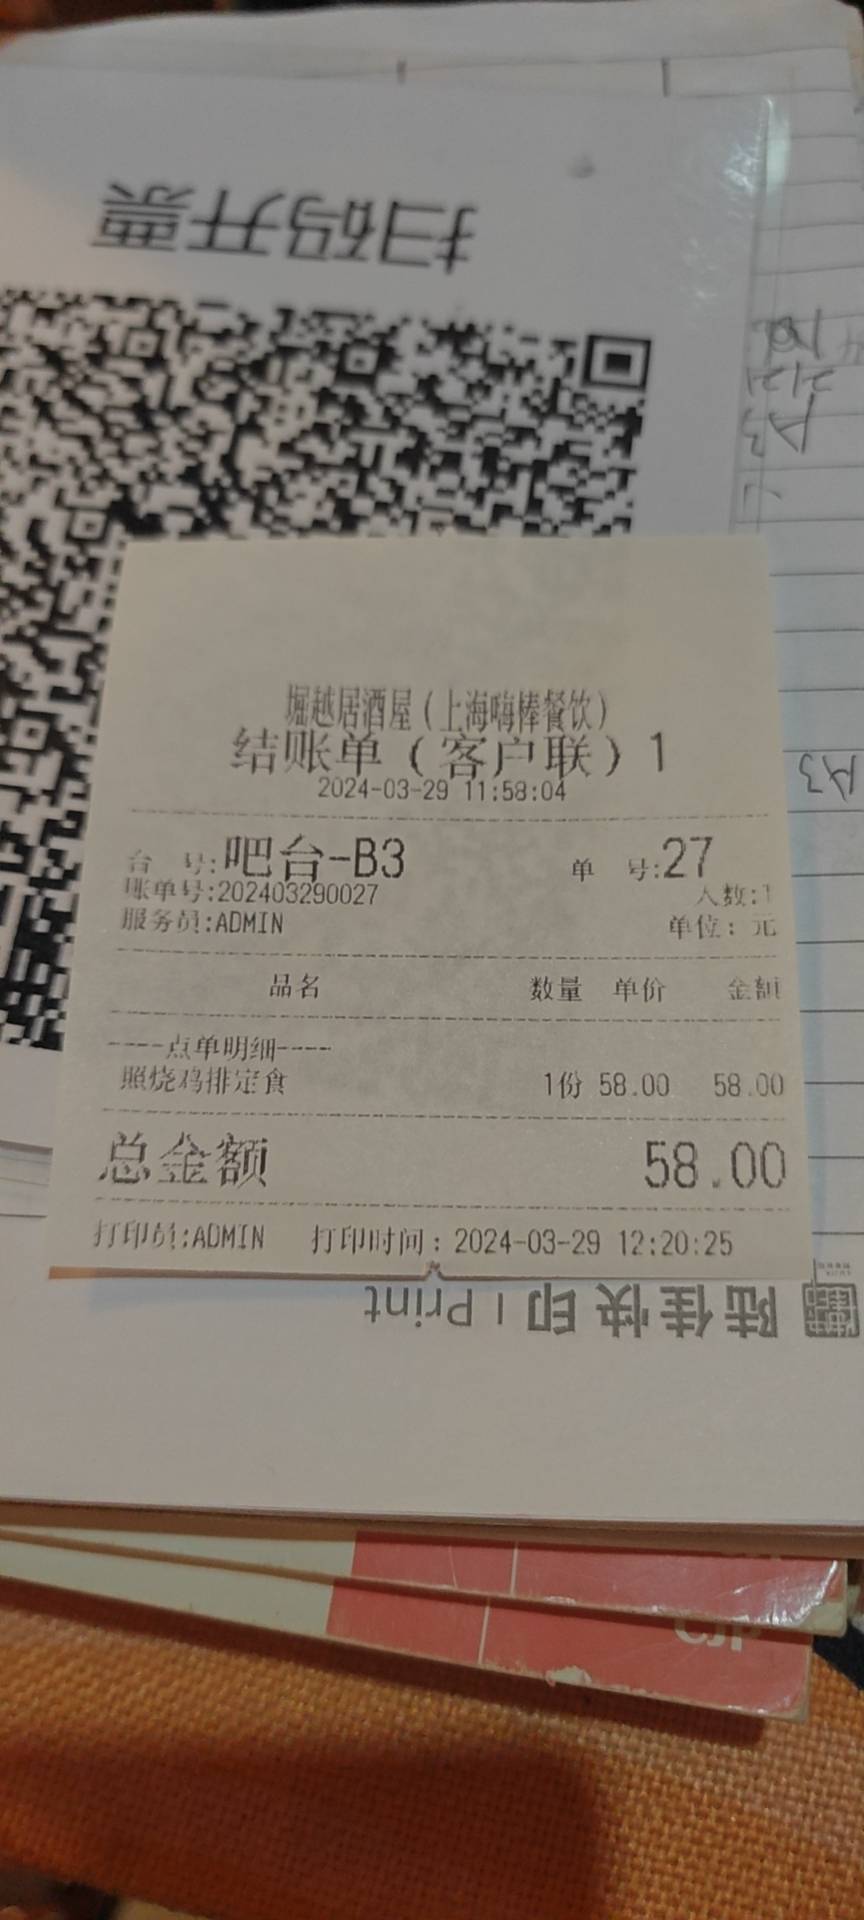 扫码开票
堀越居酒屋(上海嗨棒餐饮)
结账单(客户联)1
2024-03-29 11:58:04
台 号:吧台-B3 单 号:27
账单号:202403290027 人数:1
服务员:ADMIN 单位: 元
品名 数量 单价 金额
----点单明细----
照烧鸡排定食 1份 58.00 58.00
总金额 58.00
打印员:ADMIN 打印时间: 2024-03-29 12:20:25
陆佳快印 | Print
A3
CJP